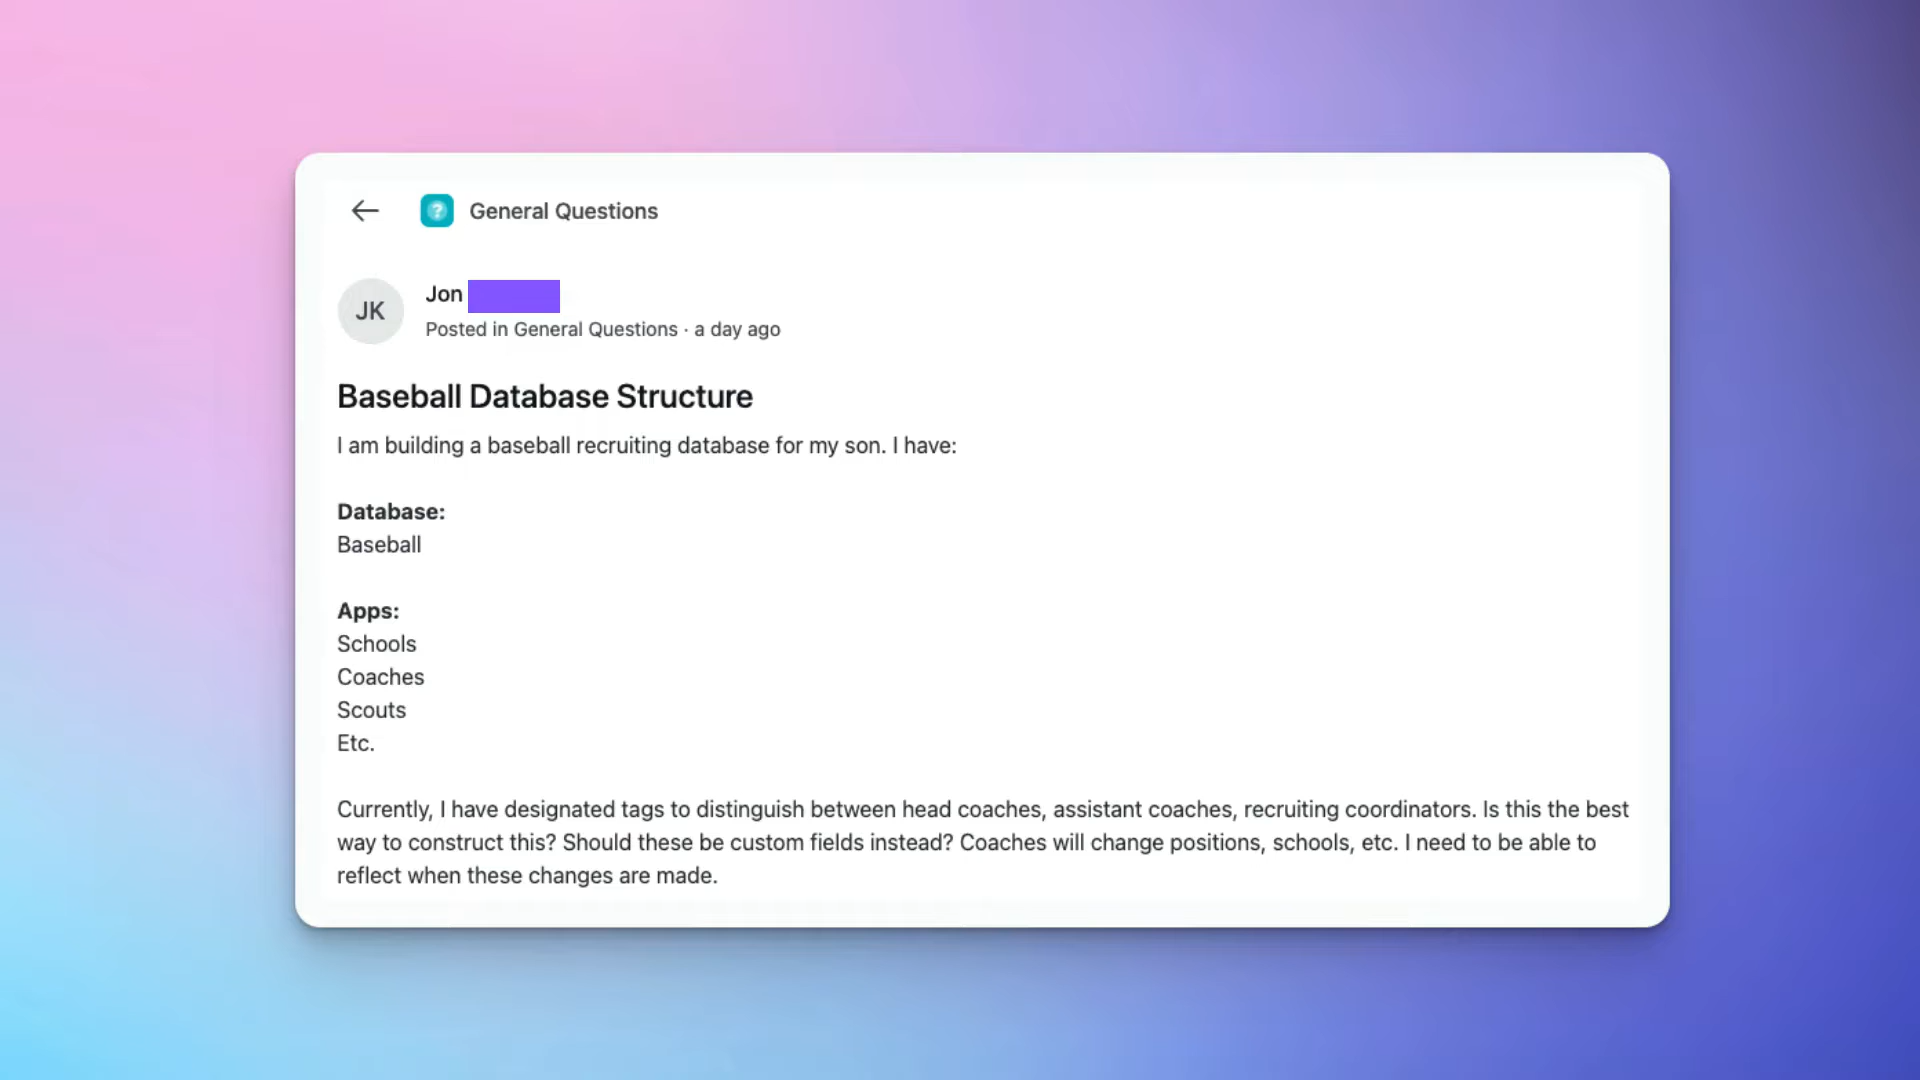 General Questions
JK
Jon
Posted in General Questions · a day ago
Baseball Database Structure
I am building a baseball recruiting database for my son. I have:
Database:
Baseball
Apps:
Schools
Coaches
Scouts
Etc.
Currently, I have designated tags to distinguish between head coaches, assistant coaches, recruiting coordinators. Is this the best
way to construct this? Should these be custom fields instead? Coaches will change positions, schools, etc. I need to be able to
reflect when these changes are made.